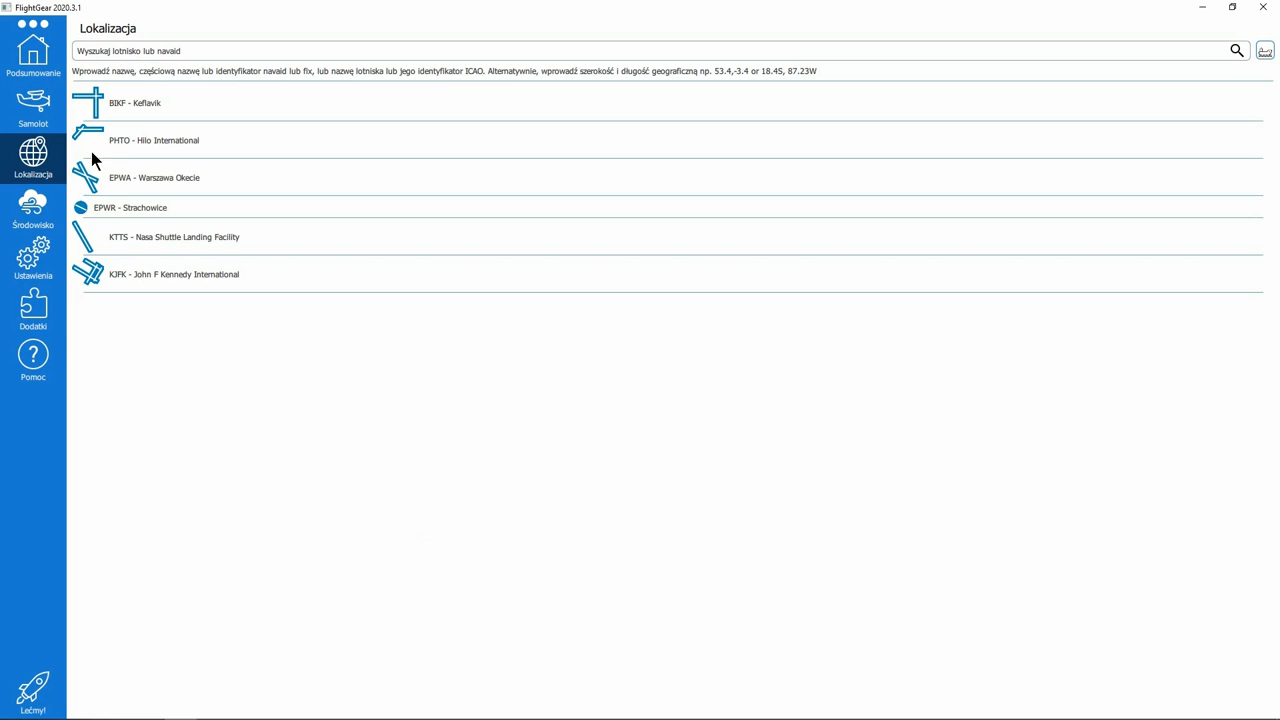 FlightGear 2020.3.1
Lokalizacja
Wyszukaj lotnisko lub navaid
Wprowadź nazwę, częściową nazwę lub identyfikator navaid lub fix, lub nazwę lotniska lub jego identyfikator ICAO. Alternatywnie, wprowadź szerokość i długość geograficzną np. 53.4,-3.4 or 18.4S, 87.23W
BIKF - Keflavik
PHTO - Hilo International
EPWA - Warszawa Okecie
EPWR - Strachowice
KTTS - Nasa Shuttle Landing Facility
KJFK - John F Kennedy International
Podsumowanie
Samolot
Lokalizacja
Środowisko
Ustawienia
Dodatki
?
Pomoc
Lećmy!